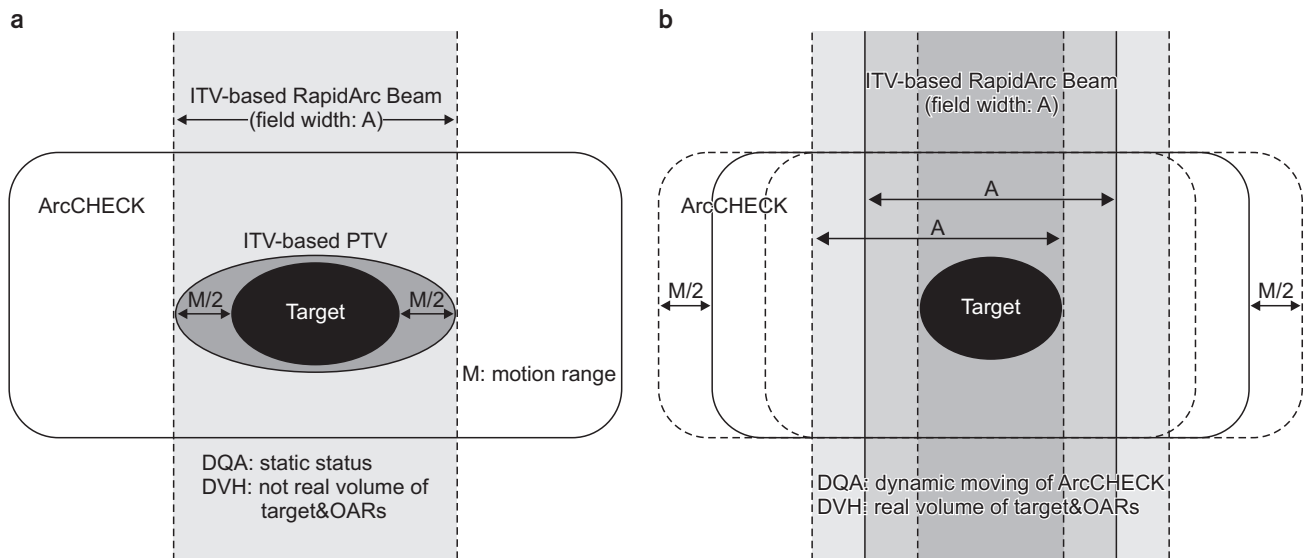 a
ITV-based RapidArc Beam
(field width: A)
ArcCHECK
ITV-based PTV
M/2
Target
M/2
M: motion range
DQA: static status
DVH: not real volume of
target&OARs
b
ITV-based RapidArc Beam
(field width: A)
A
ArcCHECK
A
M/2
Target
M/2
DQA: dynamic moving of ArcCHECK
DVH: real volume of target&OARs